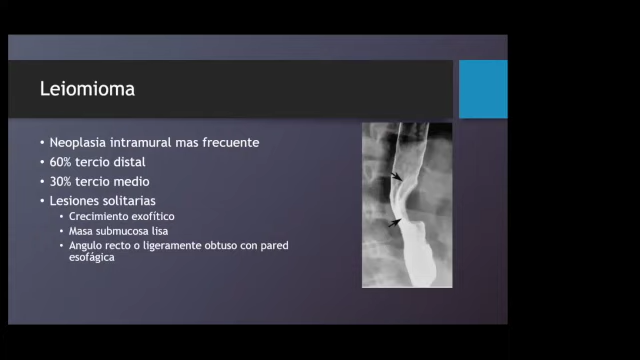 Leiomioma
• Neoplasia intramural mas frecuente
• 60% tercio distal
• 30% tercio medio
• Lesiones solitarias
• Crecimiento exofítico
• Masa submucosa lisa
• Angulo recto o ligeramente obtuso con pared
esofágica